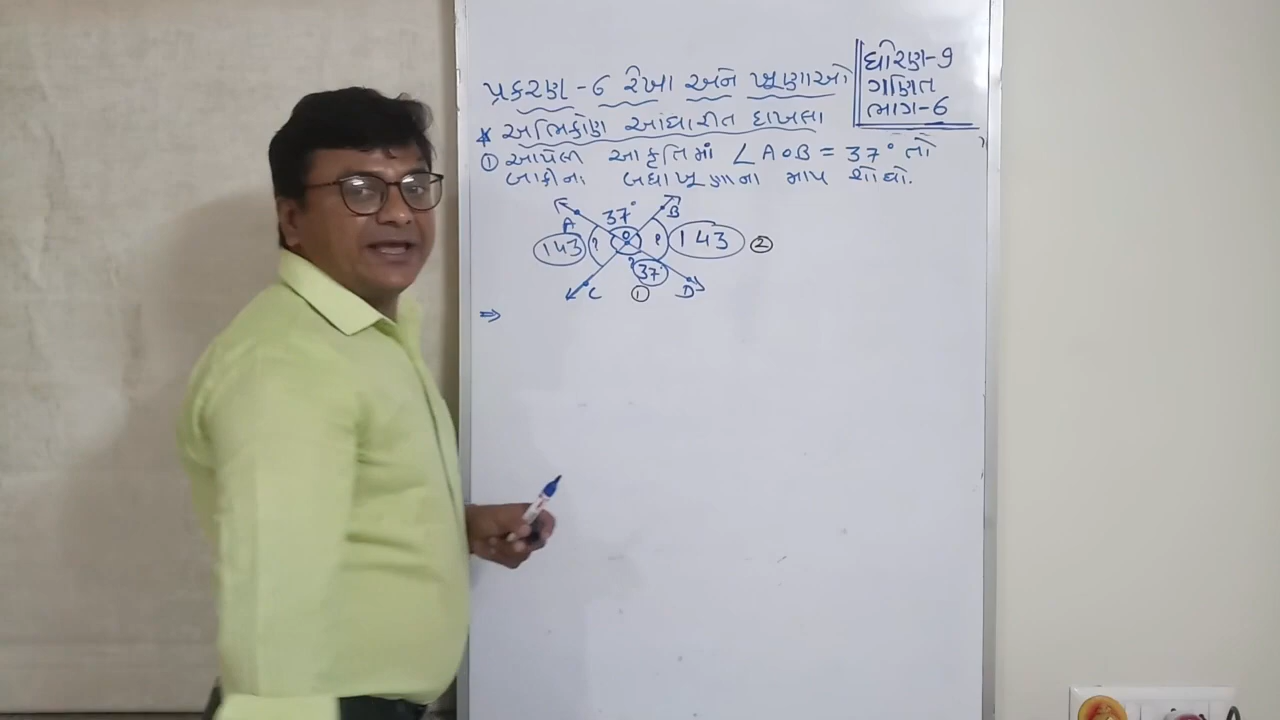 ધોરણ-9
ગણિત
ભાગ-6
પ્રકરણ-6 રેખા અને ખૂણાઓ
* અભિકોણ આધારીત દાખલા
① આપેલી આકૃતિમાં ∠AOB = 37° તો
બાકીના બધા ખૂણાના માપ શોધો.
A 37° B
143 ? O ? 143 ②
? 37°
C ① D
⇒